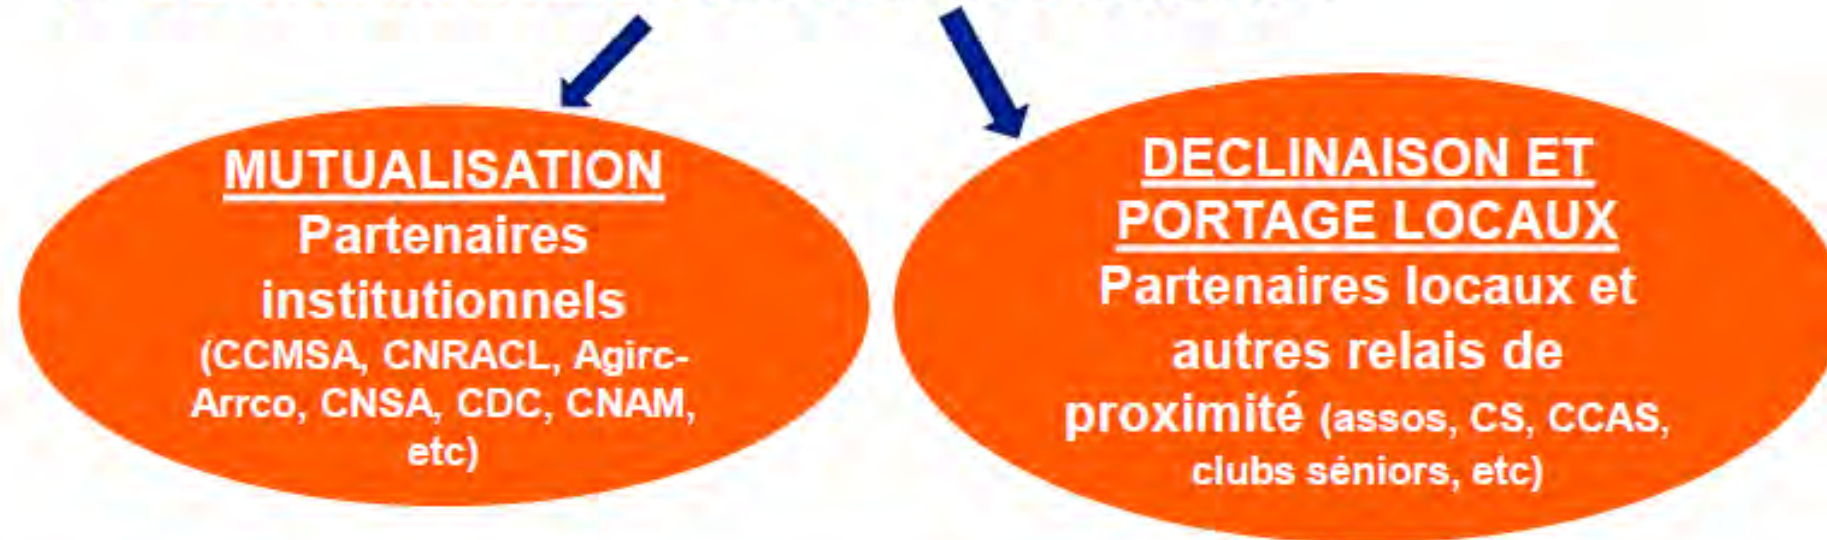 MUTUALISATION
Partenaires
institutionnels
(CCMSA, CNRACL, Agirc-
Arrco, CNSA, CDC, CNAM,
etc)
DECLINAISON ET
PORTAGE LOCAUX
Partenaires locaux et
autres relais de
proximité (assos, CS, CCAS,
clubs séniors, etc)